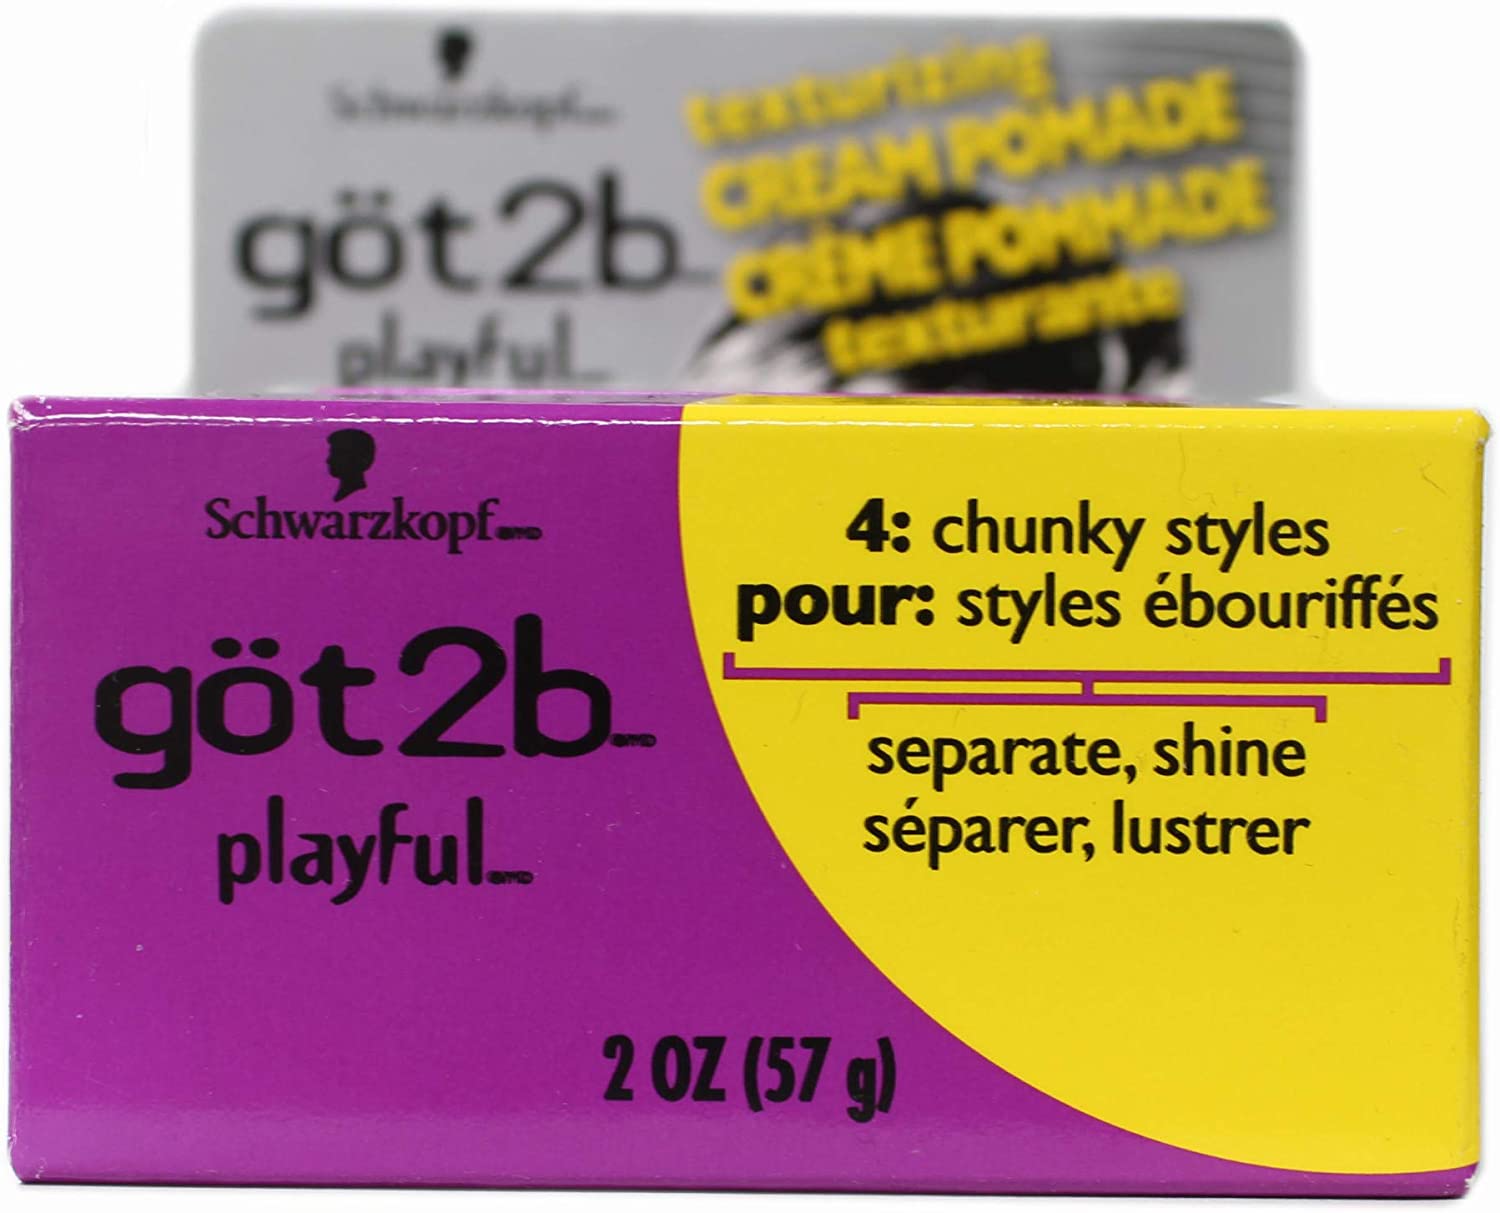 Schwarzkopf
göt2b
playful
texturizing
CREAM POMADE
CRÈME POMMADE
texturante
Schwarzkopf
göt2b
playful
2 OZ (57 g)
4: chunky styles
pour: styles ébouriffés
separate, shine
séparer, lustrer